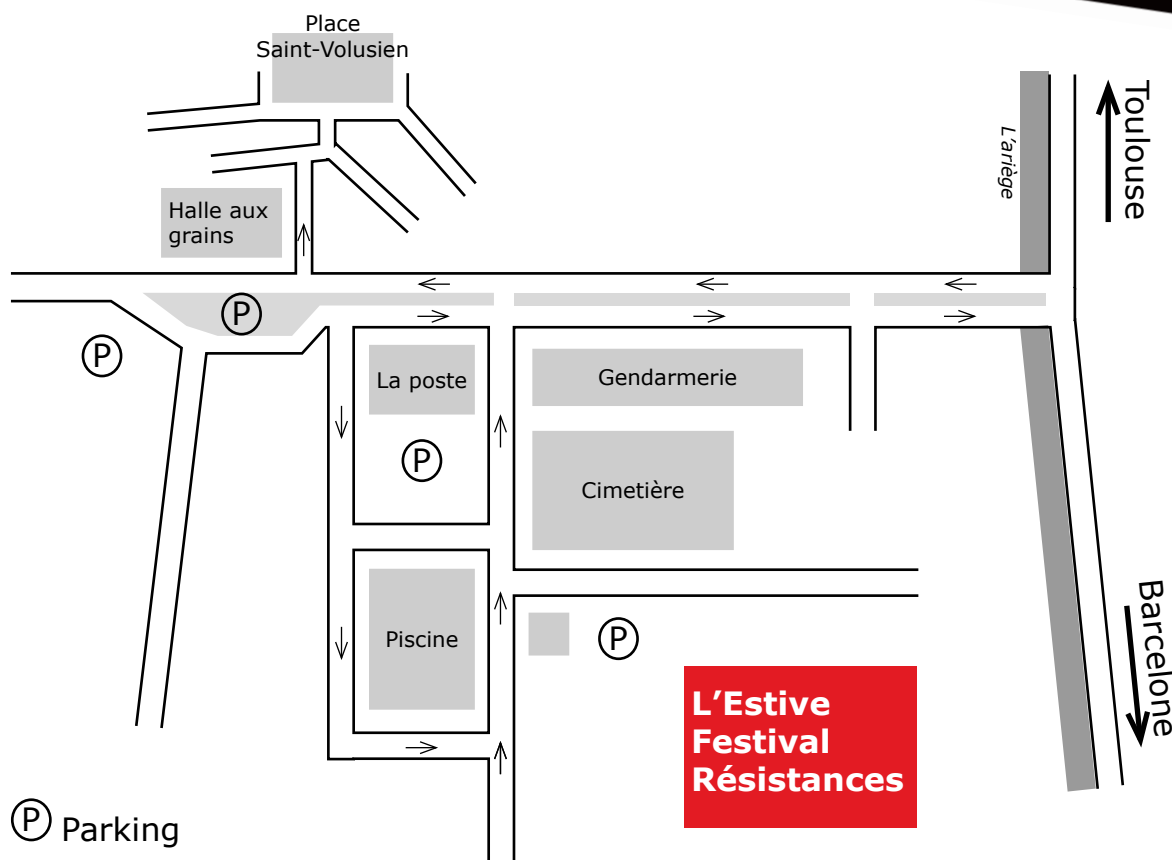 Place
Saint-Volusien
Toulouse
L'ariège
Halle aux
grains
P
P
La poste
Gendarmerie
P
Cimetière
Barcelone
Piscine
P
L’Estive
Festival
Résistances
P Parking